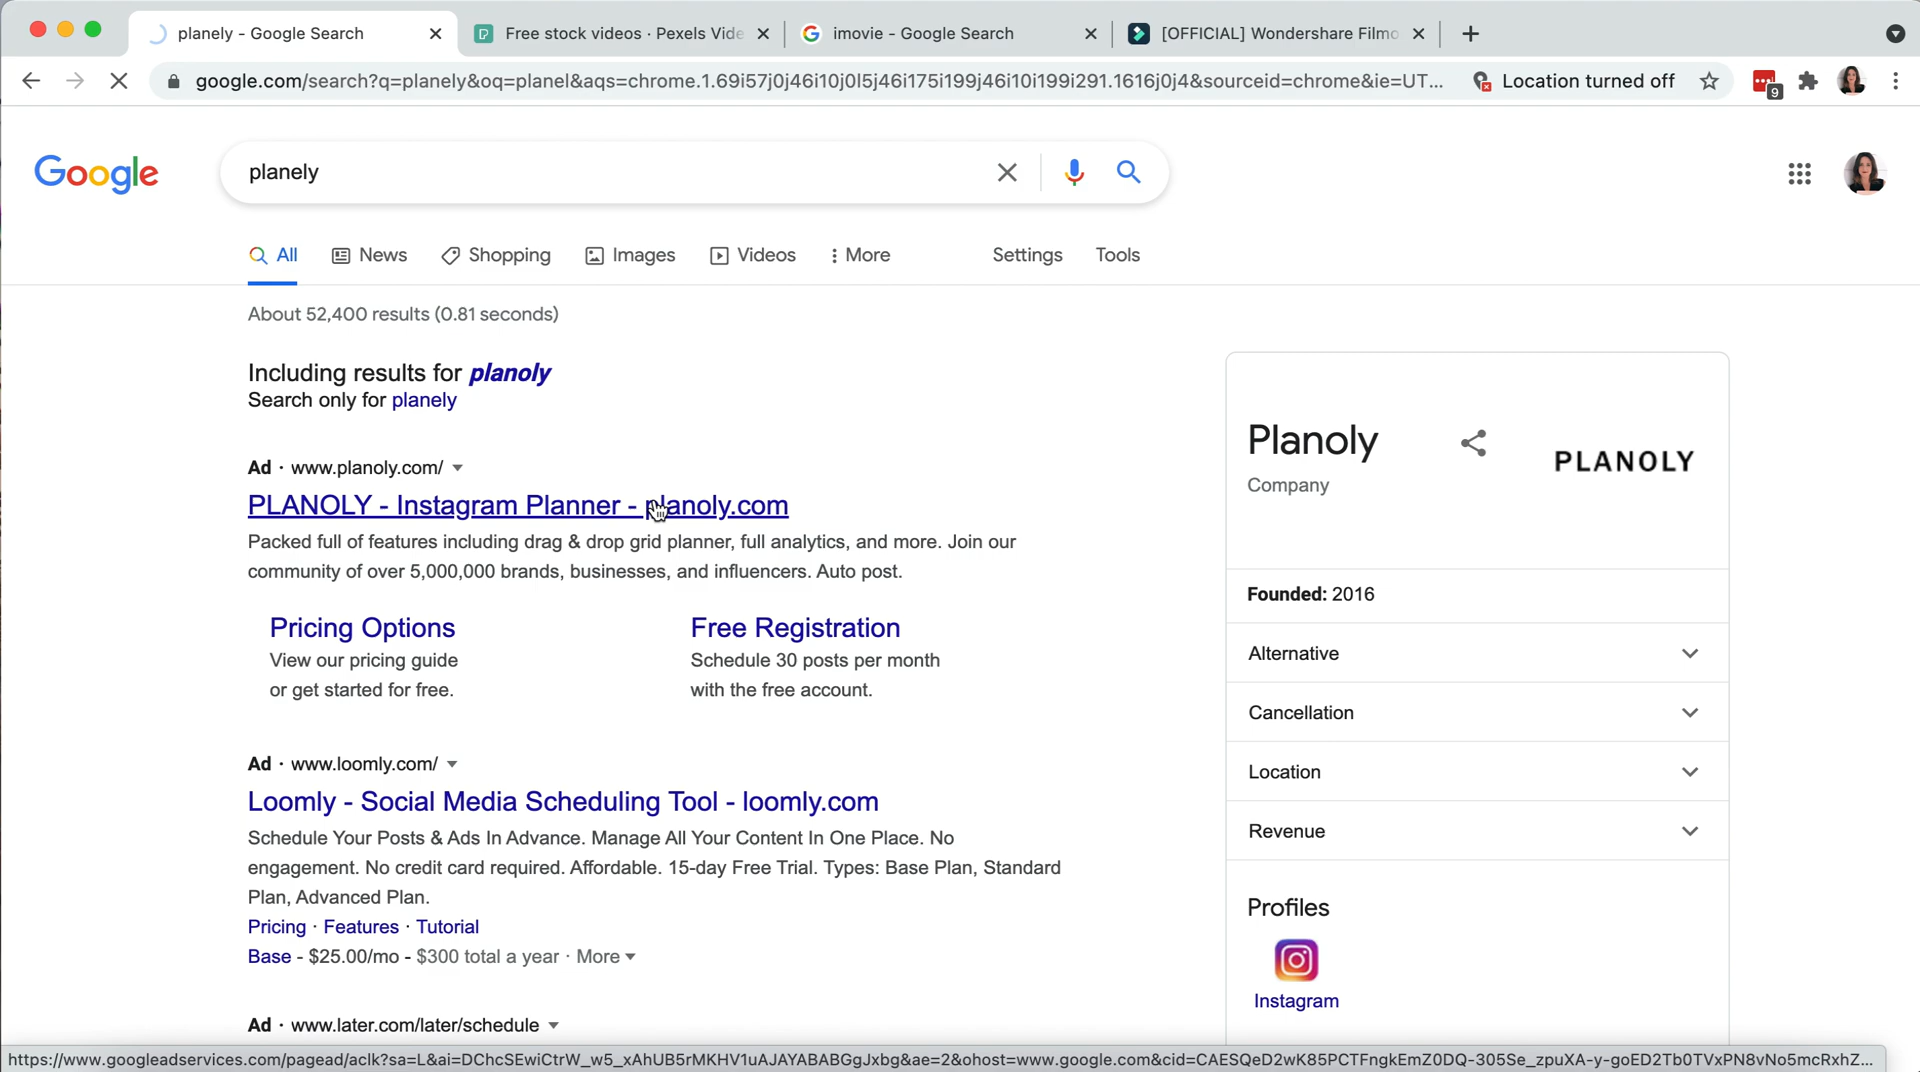 planely - Google Search
Free stock videos · Pexels Vide
imovie - Google Search
[OFFICIAL] Wondershare Filmo
google.com/search?q=planely&oq=planel&aqs=chrome.1.69i57j0j46i10j0l5j46i175i199j46i10i199i291.1616j0j4&sourceid=chrome&ie=UT...
Location turned off
9
Google
planely
All
News
Shopping
Images
Videos
More
Settings
Tools
About 52,400 results (0.81 seconds)
Including results for planoly
Search only for planely
Ad · www.planoly.com/
PLANOLY - Instagram Planner - planoly.com
Packed full of features including drag & drop grid planner, full analytics, and more. Join our
community of over 5,000,000 brands, businesses, and influencers. Auto post.
Pricing Options
View our pricing guide
or get started for free.
Free Registration
Schedule 30 posts per month
with the free account.
Ad · www.loomly.com/
Loomly - Social Media Scheduling Tool - loomly.com
Schedule Your Posts & Ads In Advance. Manage All Your Content In One Place. No
engagement. No credit card required. Affordable. 15-day Free Trial. Types: Base Plan, Standard
Plan, Advanced Plan.
Pricing · Features · Tutorial
Base - $25.00/mo - $300 total a year · More
Ad · www.later.com/later/schedule
Planoly
Company
PLANOLY
Founded: 2016
Alternative
Cancellation
Location
Revenue
Profiles
Instagram
https://www.googleadservices.com/pagead/aclk?sa=L&ai=DChcSEwiCtrW_w5_xAhUB5rMKHV1uAJAYABABGgJxbg&ae=2&ohost=www.google.com&cid=CAESQeD2wK85PCTFngkEmZ0DQ-305Se_zpuXA-y-goED2Tb0TVxPN8vNo5mcRxhZ...